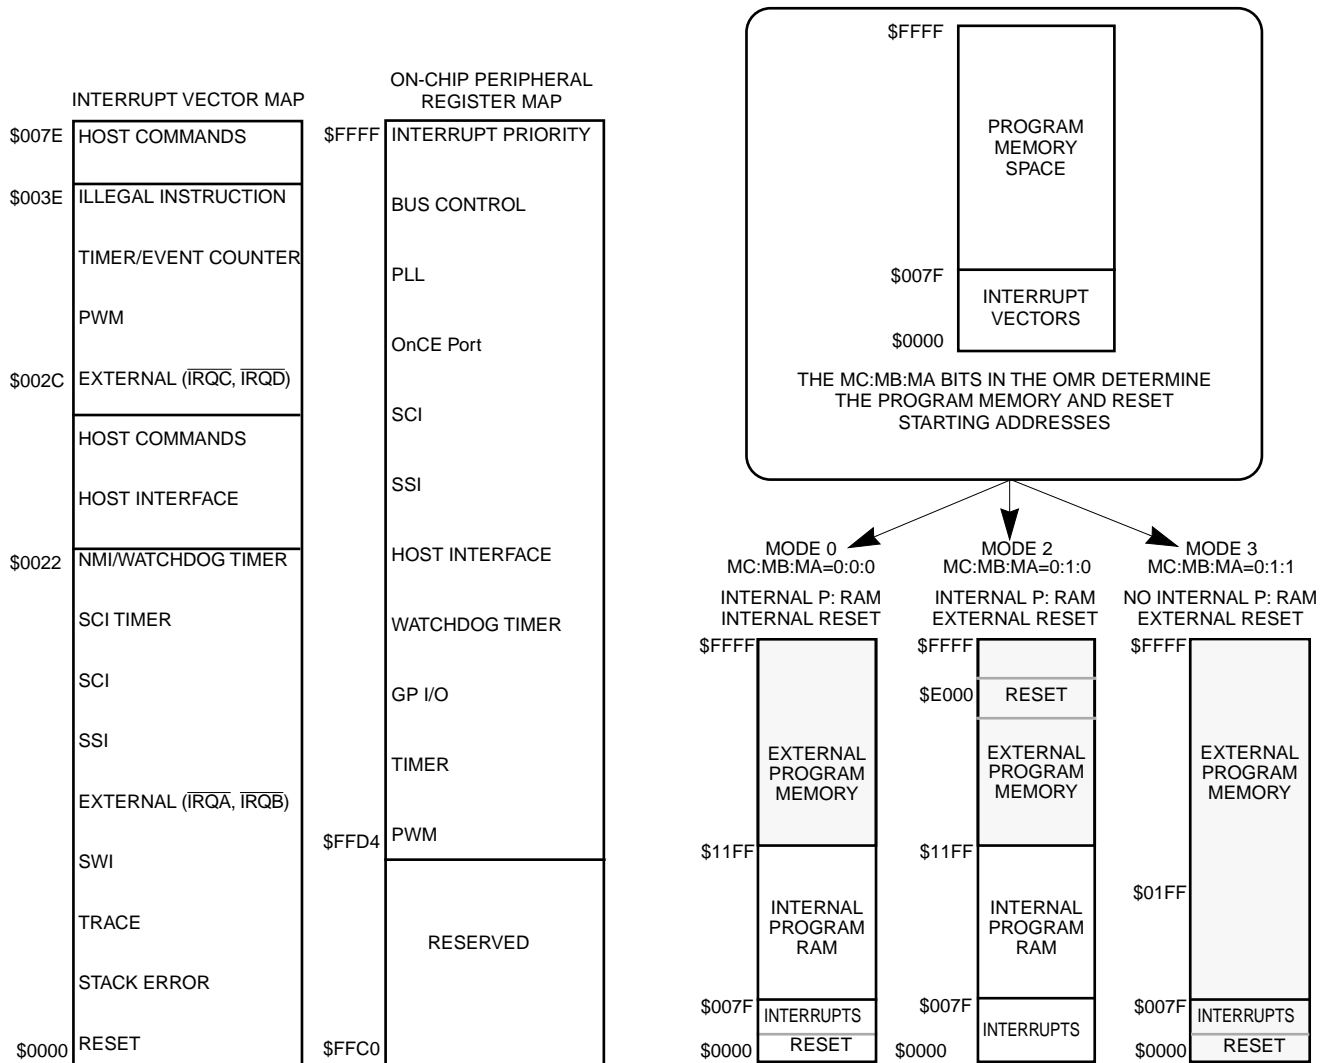 INTERRUPT VECTOR MAP
$007E HOST COMMANDS
$003E ILLEGAL INSTRUCTION
TIMER/EVENT COUNTER
PWM
$002C EXTERNAL (IRQC, IRQD)
HOST COMMANDS
HOST INTERFACE
$0022 NMI/WATCHDOG TIMER
SCI TIMER
SCI
SSI
EXTERNAL (IRQA, IRQB)
SWI
TRACE
STACK ERROR
$0000 RESET
ON-CHIP PERIPHERAL
REGISTER MAP
$FFFF INTERRUPT PRIORITY
BUS CONTROL
PLL
OnCE Port
SCI
SSI
HOST INTERFACE
WATCHDOG TIMER
GP I/O
TIMER
$FFD4 PWM
RESERVED
$FFC0
$FFFF
PROGRAM
MEMORY
SPACE
$007F
INTERRUPT
VECTORS
$0000
THE MC:MB:MA BITS IN THE OMR DETERMINE
THE PROGRAM MEMORY AND RESET
STARTING ADDRESSES
MODE 0
MC:MB:MA=0:0:0
INTERNAL P: RAM
INTERNAL RESET
$FFFF
EXTERNAL
PROGRAM
MEMORY
$11FF
INTERNAL
PROGRAM
RAM
$007F
INTERRUPTS
$0000 RESET
MODE 2
MC:MB:MA=0:1:0
INTERNAL P: RAM
EXTERNAL RESET
$FFFF
$E000 RESET
EXTERNAL
PROGRAM
MEMORY
$11FF
INTERNAL
PROGRAM
RAM
$007F
INTERRUPTS
$0000
MODE 3
MC:MB:MA=0:1:1
NO INTERNAL P: RAM
EXTERNAL RESET
$FFFF
EXTERNAL
PROGRAM
MEMORY
$01FF
$007F
INTERRUPTS
$0000 RESET